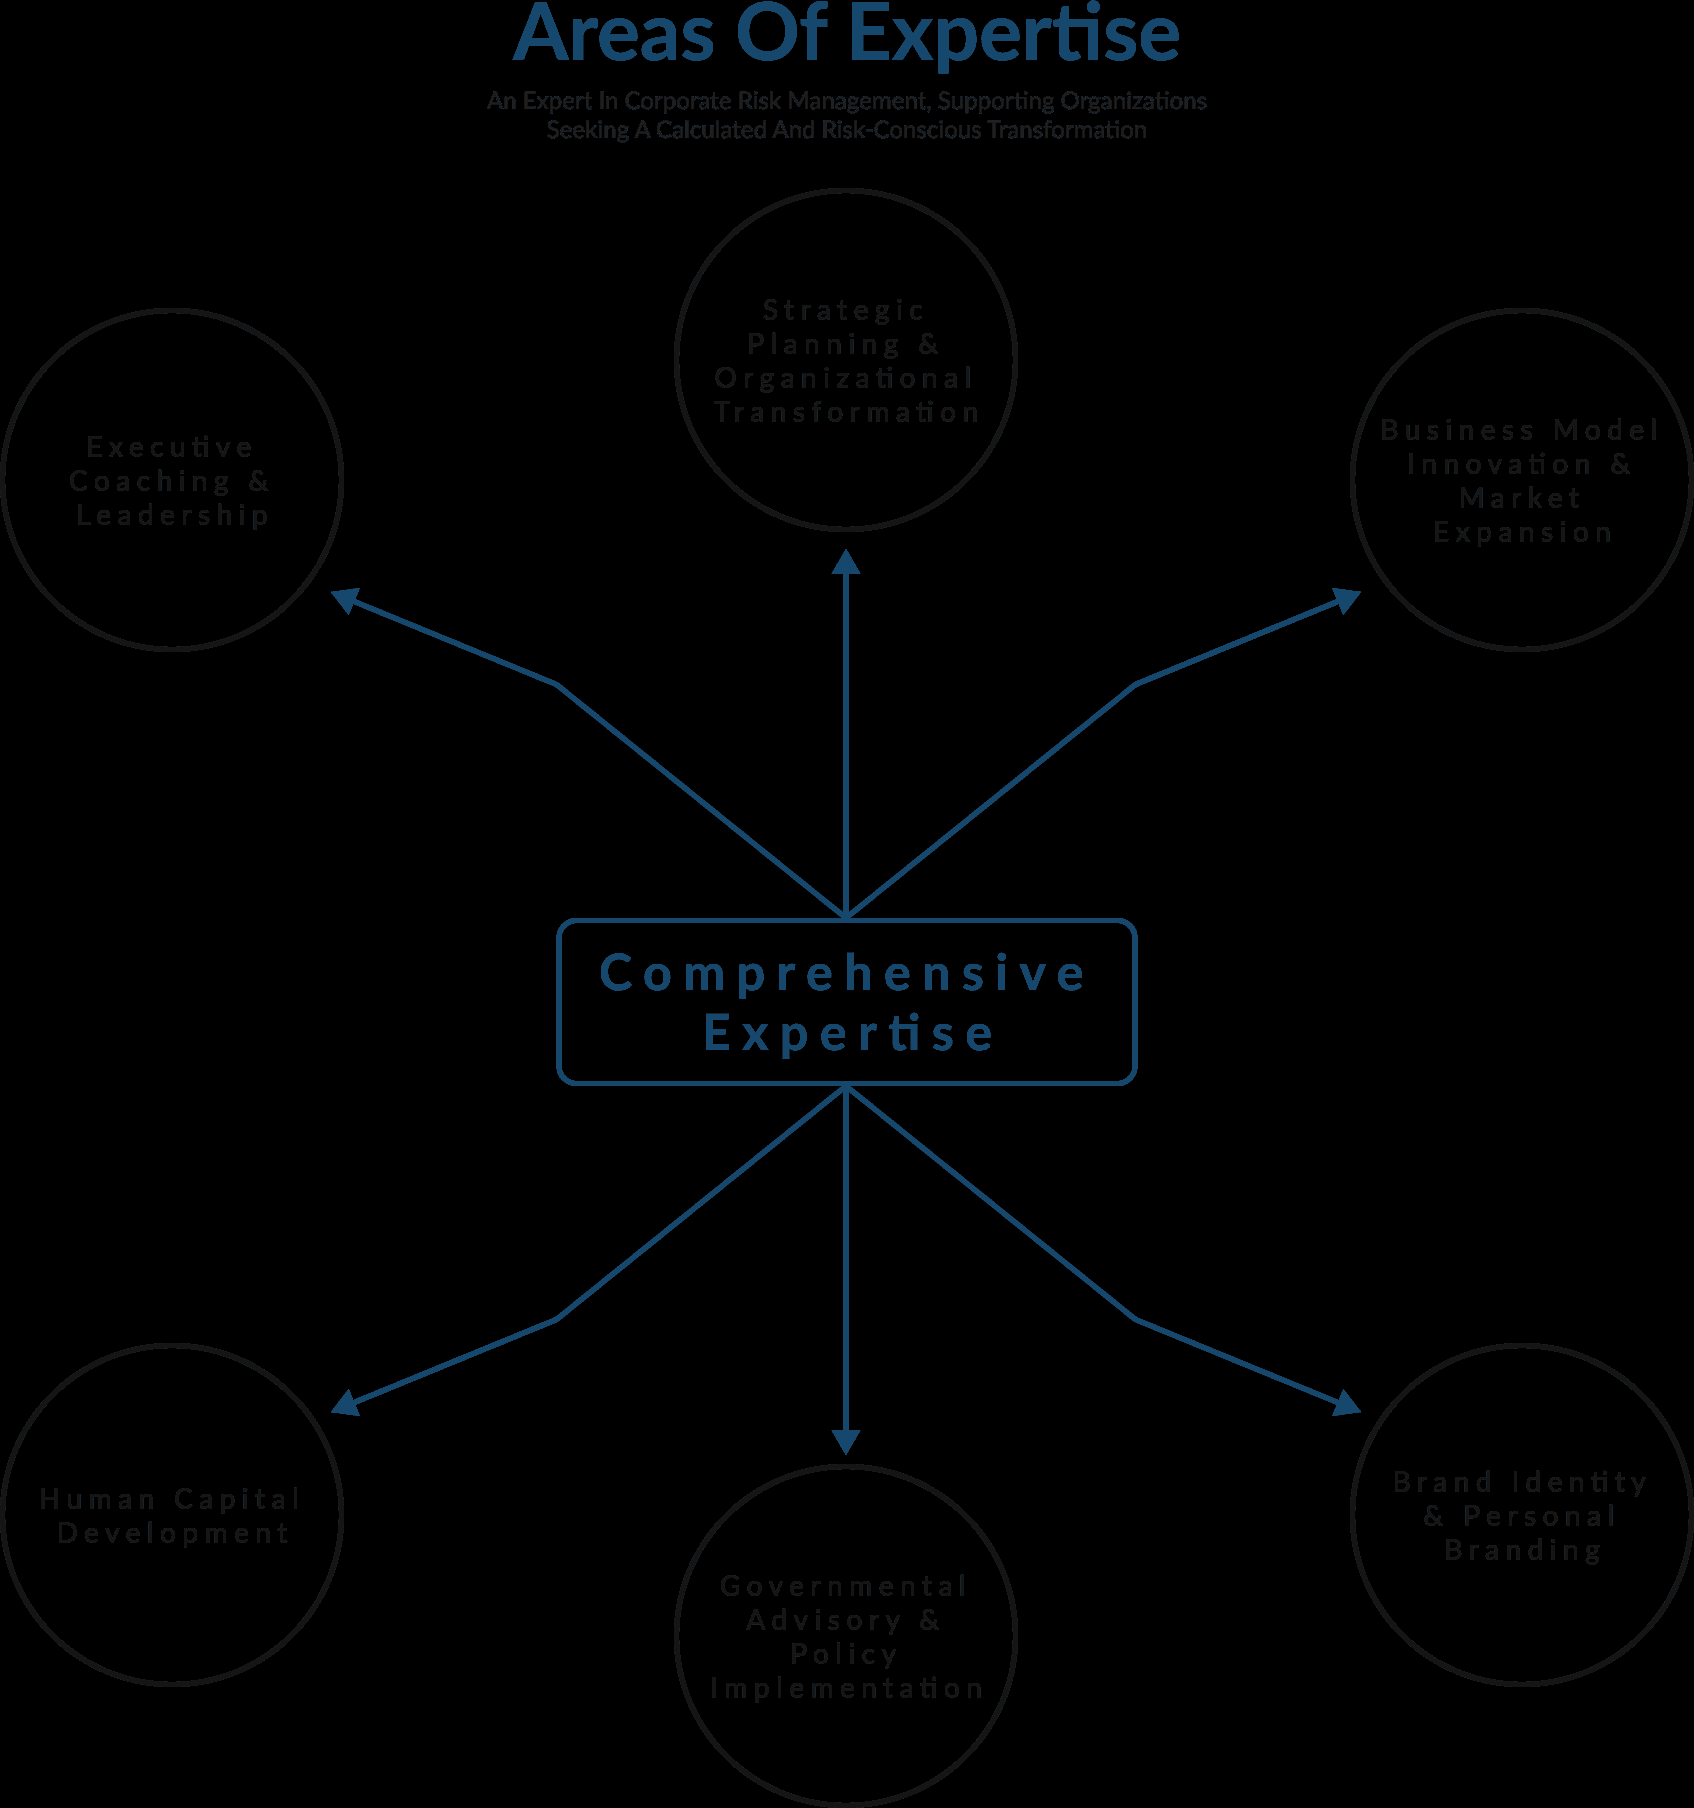 Areas Of Expertise
An Expert In Corporate Risk Management, Supporting Organizations
Seeking A Calculated And Risk-Conscious Transformation
Strategic
Planning &
Organizational
Transformation
Executive
Coaching &
Leadership
Business Model
Innovation &
Market
Expansion
Comprehensive
Expertise
Human Capital
Development
Governmental
Advisory &
Policy
Implementation
Brand Identity
& Personal
Branding